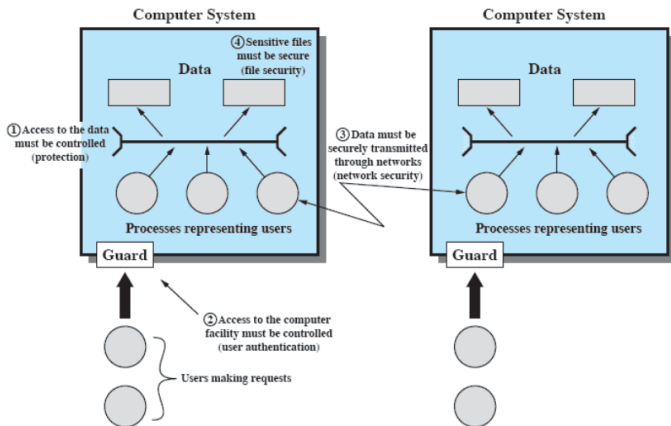 Computer System
④ Sensitive files
must be secure
(file security)
Data
① Access to the data
must be controlled
(protection)
Processes representing users
Guard
② Access to the computer
facility must be controlled
(user authentication)
Users making requests
③ Data must be
securely transmitted
through networks
(network security)
Computer System
Data
Processes representing users
Guard